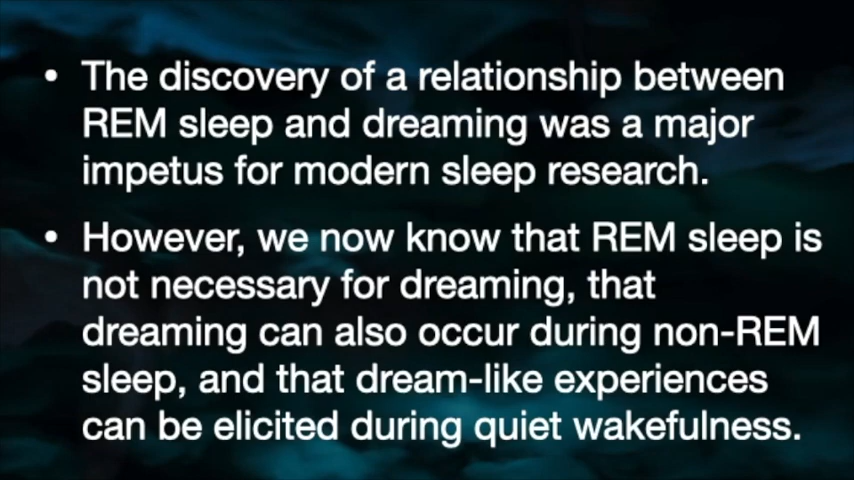 • The discovery of a relationship between
REM sleep and dreaming was a major
impetus for modern sleep research.
• However, we now know that REM sleep is
not necessary for dreaming, that
dreaming can also occur during non-REM
sleep, and that dream-like experiences
can be elicited during quiet wakefulness.